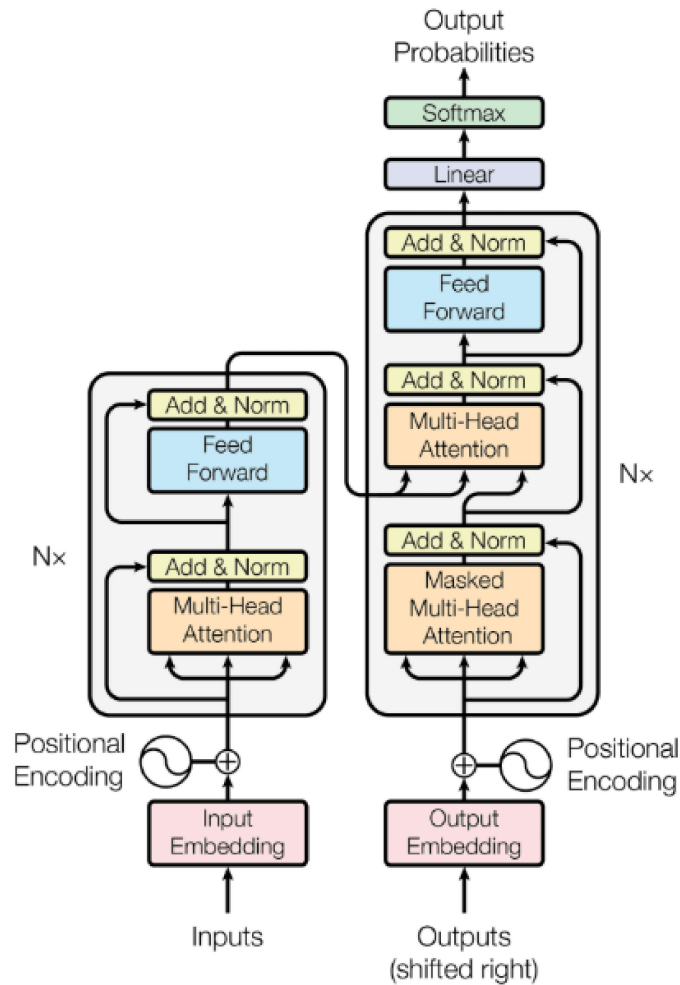 Output
Probabilities
Softmax
Linear
Add & Norm
Feed
Forward
Add & Norm
Multi-Head
Attention
Add & Norm
Masked
Multi-Head
Attention
Nx
Add & Norm
Feed
Forward
Add & Norm
Multi-Head
Attention
Nx
Positional
Encoding
Positional
Encoding
Input
Embedding
Output
Embedding
Inputs
Outputs
(shifted right)